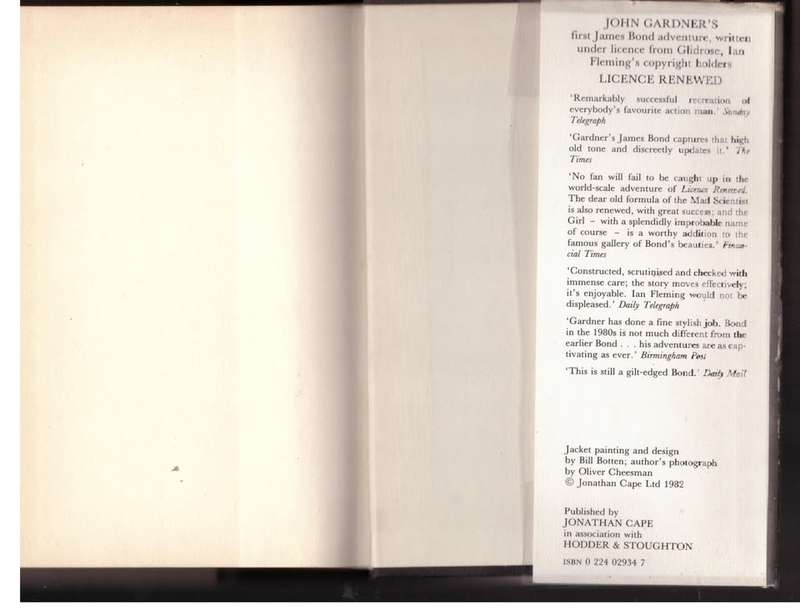 JOHN GARDNER'S
first James Bond adventure, written
under licence from Glidrose, Ian
Fleming's copyright holders
LICENCE RENEWED
'Remarkably successful recreation of
everybody's favourite action man.' Sunday
Telegraph
'Gardner's James Bond captures that high
old tone and discreetly updates it.' The
Times
'No fan will fail to be caught up in the
world-scale adventure of Licence Renewed.
The dear old formula of the Mad Scientist
is also renewed, with great success; and the
Girl – with a splendidly improbable name
of course – is a worthy addition to the
famous gallery of Bond's beauties.' Finan-
cial Times
'Constructed, scrutinised and checked with
immense care; the story moves effectively;
it's enjoyable. Ian Fleming would not be
displeased.' Daily Telegraph
'Gardner has done a fine stylish job. Bond
in the 1980s is not much different from the
earlier Bond . . . his adventures are as cap-
tivating as ever.' Birmingham Post
'This is still a gilt-edged Bond.' Daily Mail
Jacket painting and design
by Bill Botten; author's photograph
by Oliver Cheesman
© Jonathan Cape Ltd 1982
Published by
JONATHAN CAPE
in association with
HODDER & STOUGHTON
ISBN 0 224 02934 7